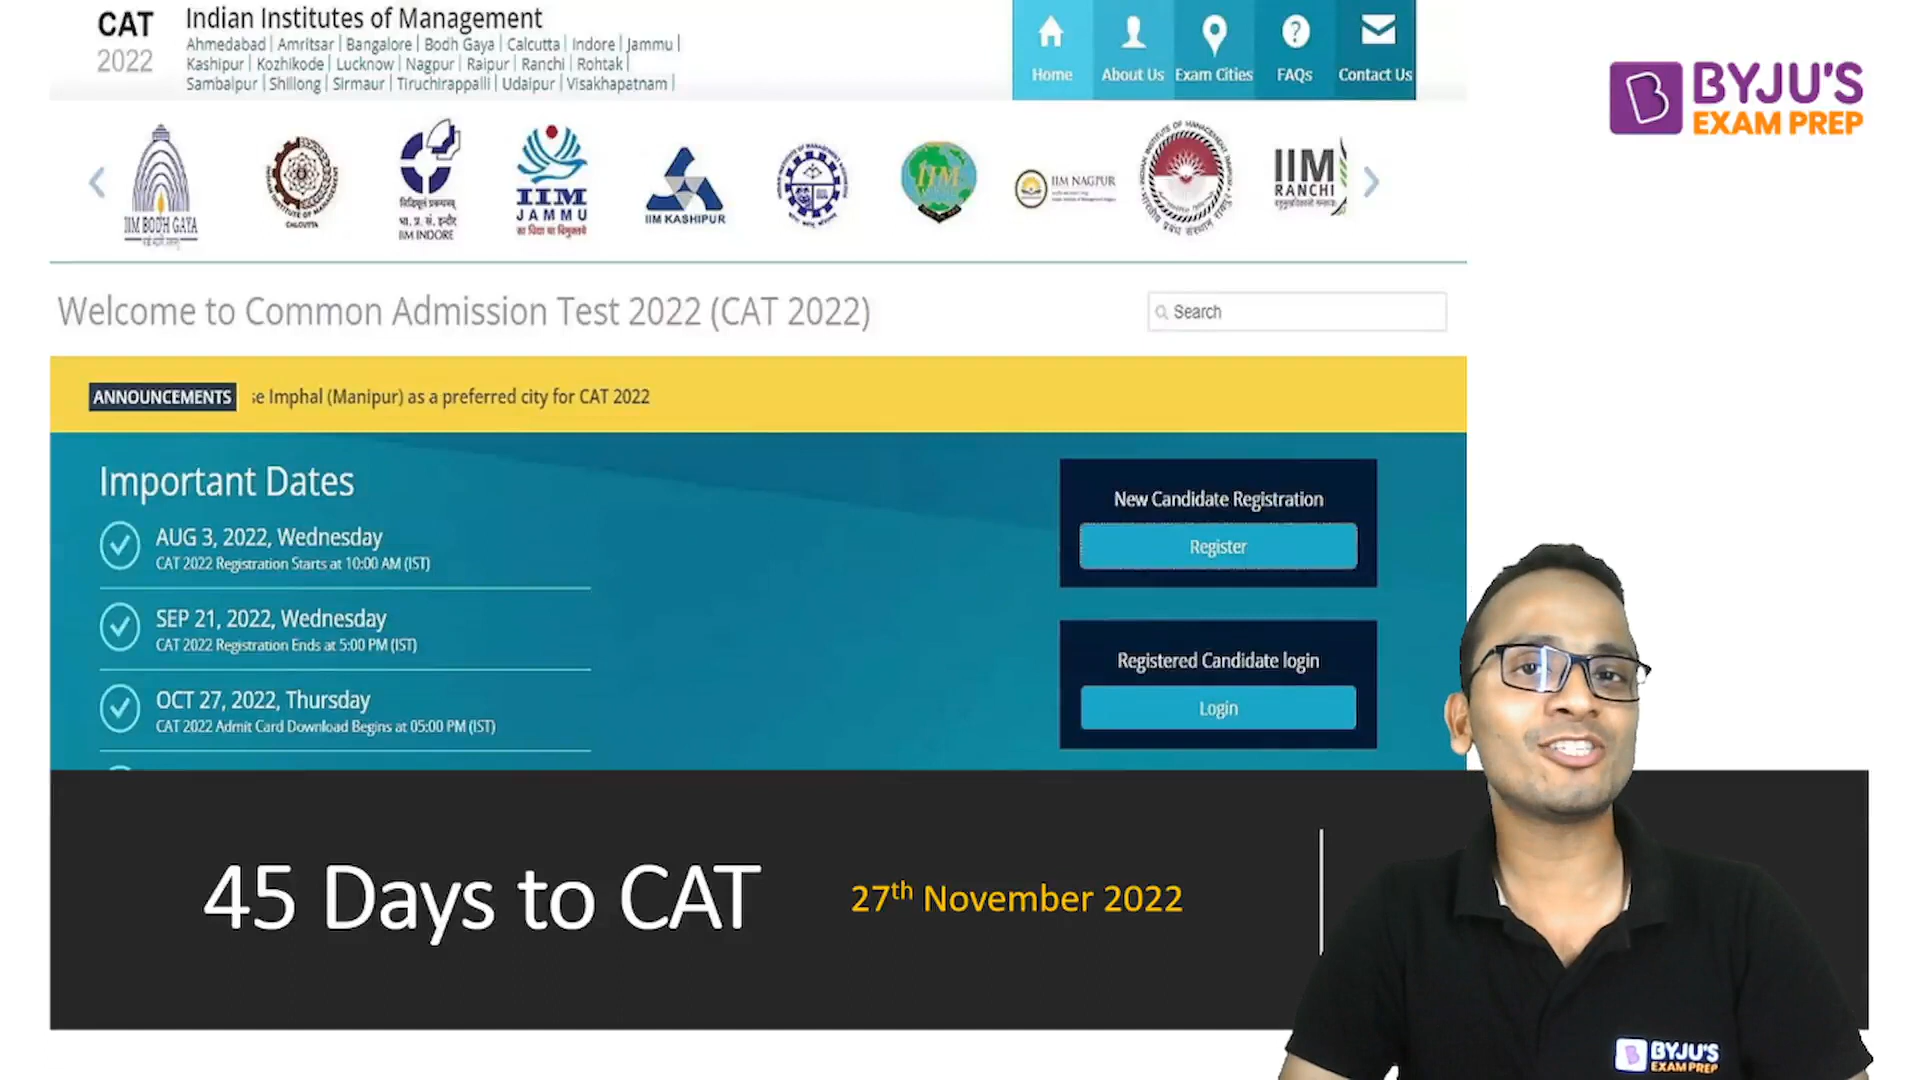 CAT
2022
Indian Institutes of Management
Ahmedabad | Amritsar | Bangalore | Bodh Gaya | Calcutta | Indore | Jammu |
Kashipur | Kozhikode | Lucknow | Nagpur | Raipur | Ranchi | Rohtak |
Sambalpur | Shillong | Sirmaur | Tiruchirappalli | Udaipur | Visakhapatnam |
Home
About Us
Exam Cities
FAQs
Contact Us
BYJU'S
EXAM PREP
IIM BODH GAYA
CALCUTTA
IIM INDORE
IIM
JAMMU
IIM KASHIPUR
IIM
IIM NAGPUR
IIM
RANCHI
Welcome to Common Admission Test 2022 (CAT 2022)
Search
ANNOUNCEMENTS
se Imphal (Manipur) as a preferred city for CAT 2022
Important Dates
AUG 3, 2022, Wednesday
CAT 2022 Registration Starts at 10:00 AM (IST)
SEP 21, 2022, Wednesday
CAT 2022 Registration Ends at 5:00 PM (IST)
OCT 27, 2022, Thursday
CAT 2022 Admit Card Download Begins at 05:00 PM (IST)
New Candidate Registration
Register
Registered Candidate login
Login
45 Days to CAT
27th November 2022
BYJU'S
EXAM PREP